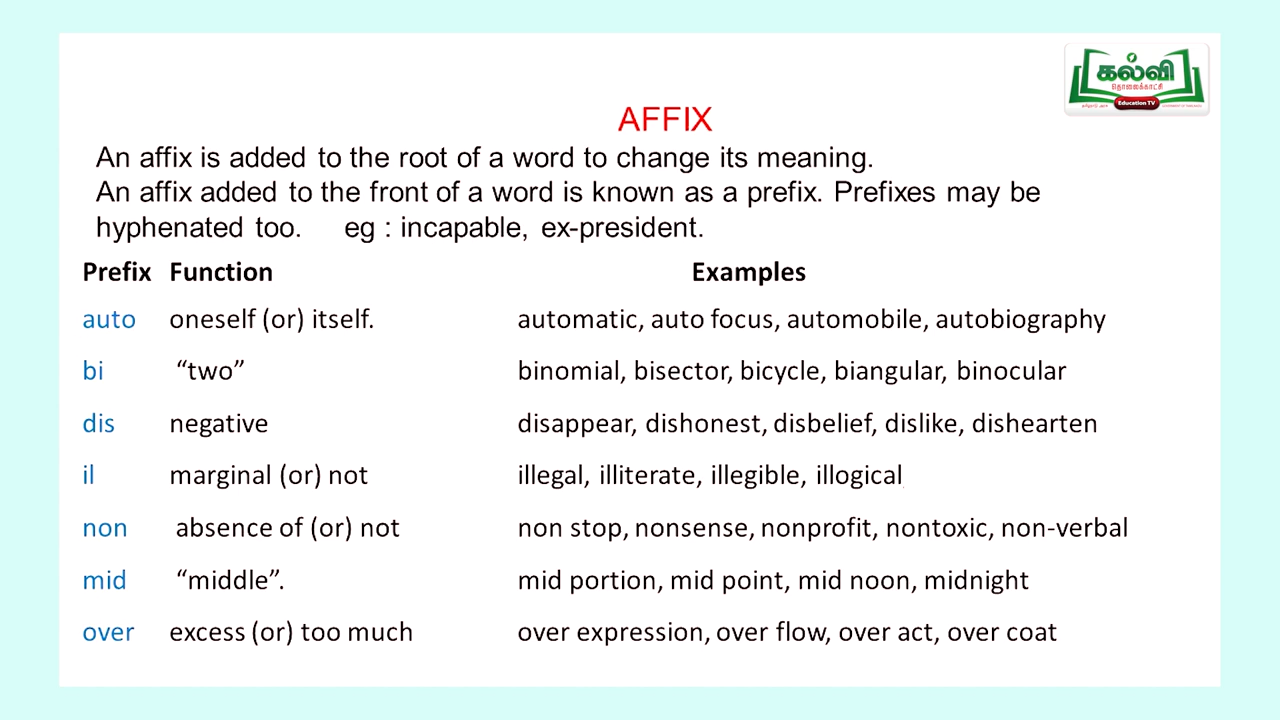 கல்வி
தொலைக்காட்சி
Education TV
AFFIX
An affix is added to the root of a word to change its meaning.
An affix added to the front of a word is known as a prefix. Prefixes may be
hyphenated too. eg : incapable, ex-president.
Prefix Function Examples
auto oneself (or) itself. automatic, auto focus, automobile, autobiography
bi “two” binomial, bisector, bicycle, biangular, binocular
dis negative disappear, dishonest, disbelief, dislike, dishearten
il marginal (or) not illegal, illiterate, illegible, illogical
non absence of (or) not non stop, nonsense, nonprofit, nontoxic, non-verbal
mid “middle”. mid portion, mid point, mid noon, midnight
over excess (or) too much over expression, over flow, over act, over coat